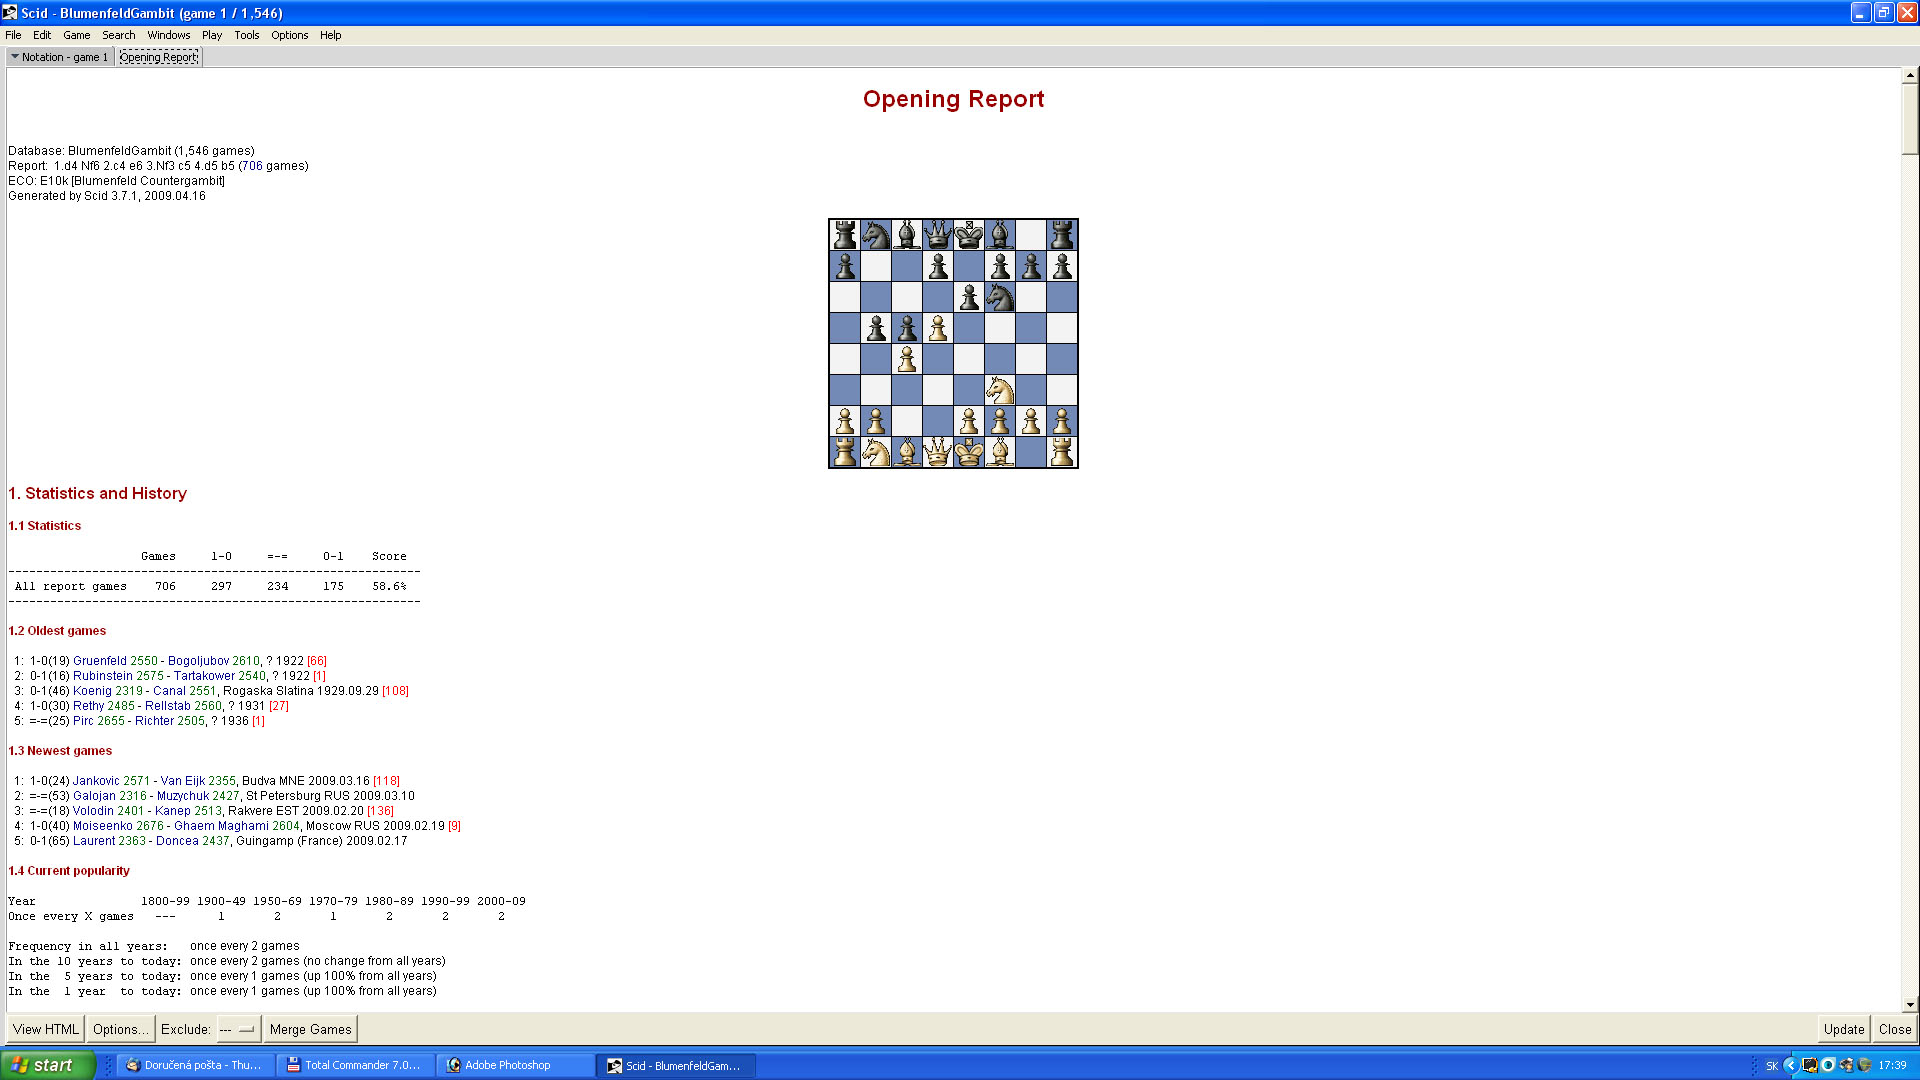 Scid - BlumenfeldGambit (game 1 / 1,546)
File Edit Game Search Windows Play Tools Options Help
Notation - game 1 Opening Report
Opening Report
Database: BlumenfeldGambit (1,546 games)
Report: 1.d4 Nf6 2.c4 e6 3.Nf3 c5 4.d5 b5 (706 games)
ECO: E10k [Blumenfeld Countergambit]
Generated by Scid 3.7.1, 2009.04.16
1. Statistics and History
1.1 Statistics
Games 1-0 =-= 0-1 Score
------------------------------------------------------------
All report games 706 297 234 175 58.6%
------------------------------------------------------------
1.2 Oldest games
1: 1-0(19) Gruenfeld 2550 - Bogoljubov 2610, ? 1922 [66]
2: 0-1(16) Rubinstein 2575 - Tartakower 2540, ? 1922 [1]
3: 0-1(46) Koenig 2319 - Canal 2551, Rogaska Slatina 1929.09.29 [108]
4: 1-0(30) Rethy 2485 - Rellstab 2560, ? 1931 [27]
5: =-=(25) Pirc 2655 - Richter 2505, ? 1936 [1]
1.3 Newest games
1: 1-0(24) Jankovic 2571 - Van Eijk 2355, Budva MNE 2009.03.16 [118]
2: =-=(53) Galojan 2316 - Muzychuk 2427, St Petersburg RUS 2009.03.10
3: =-=(18) Volodin 2401 - Kanep 2513, Rakvere EST 2009.02.20 [136]
4: 1-0(40) Moiseenko 2676 - Ghaem Maghami 2604, Moscow RUS 2009.02.19 [9]
5: 0-1(65) Laurent 2363 - Doncea 2437, Guingamp (France) 2009.02.17
1.4 Current popularity
Year 1800-99 1900-49 1950-69 1970-79 1980-89 1990-99 2000-09
Once every X games --- 1 2 1 2 2 2
Frequency in all years: once every 2 games
In the 10 years to today: once every 2 games (no change from all years)
In the 5 years to today: once every 1 games (up 100% from all years)
In the 1 year to today: once every 1 games (up 100% from all years)
View HTML Options... Exclude: --- Merge Games Update Close
start Doručená pošta - Thu... Total Commander 7.0... Adobe Photoshop Scid - BlumenfeldGam... SK 17:39